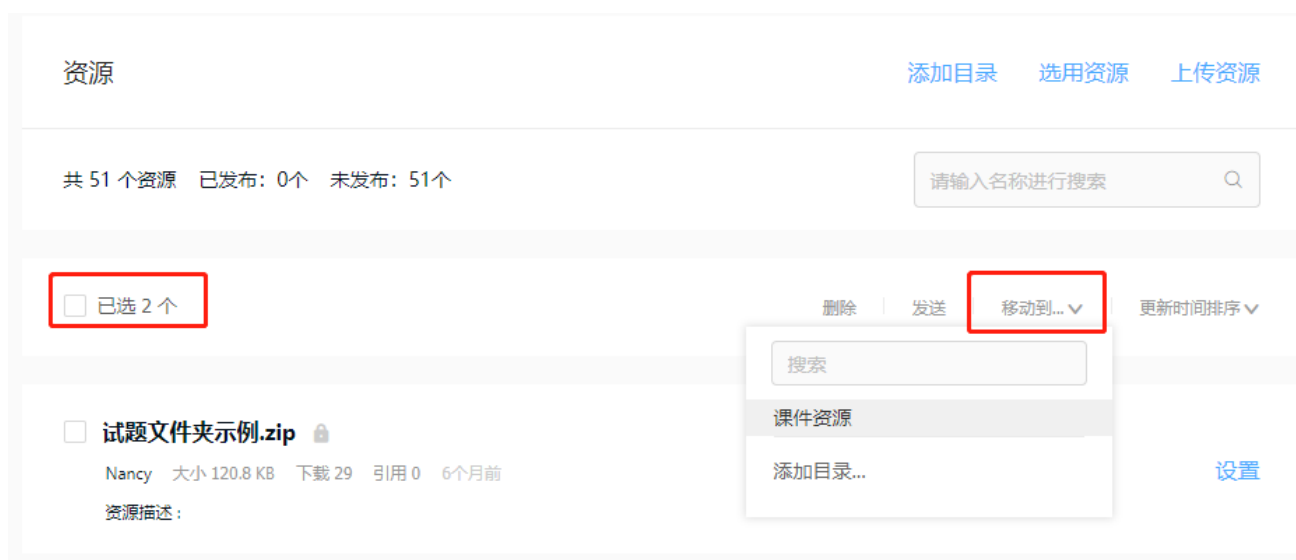 资源 添加目录 选用资源 上传资源
共 51 个资源 已发布：0个 未发布：51个 请输入名称进行搜索
已选 2 个 删除 发送 移动到... 更新时间排序
搜索
课件资源
试题文件夹示例.zip
添加目录... 设置
Nancy 大小 120.8 KB 下载 29 引用 0 6个月前
资源描述 :